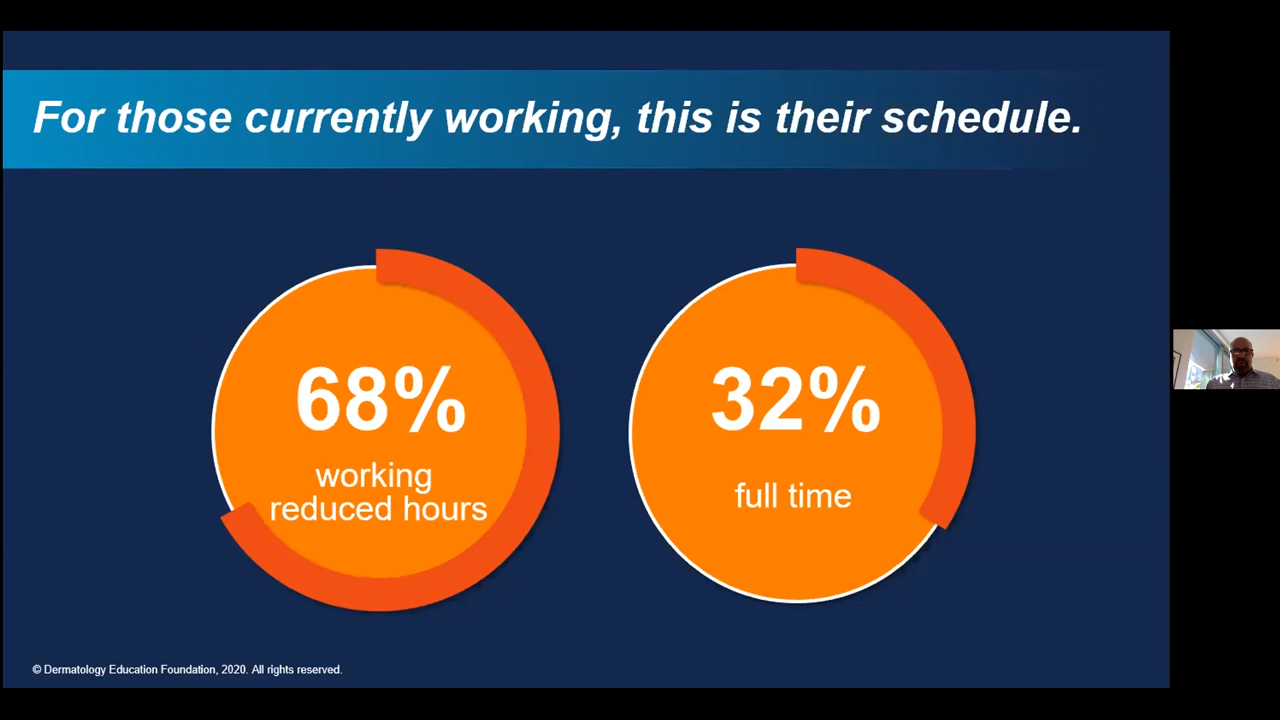 For those currently working, this is their schedule.
68%
working
reduced hours
32%
full time
© Dermatology Education Foundation, 2020. All rights reserved.